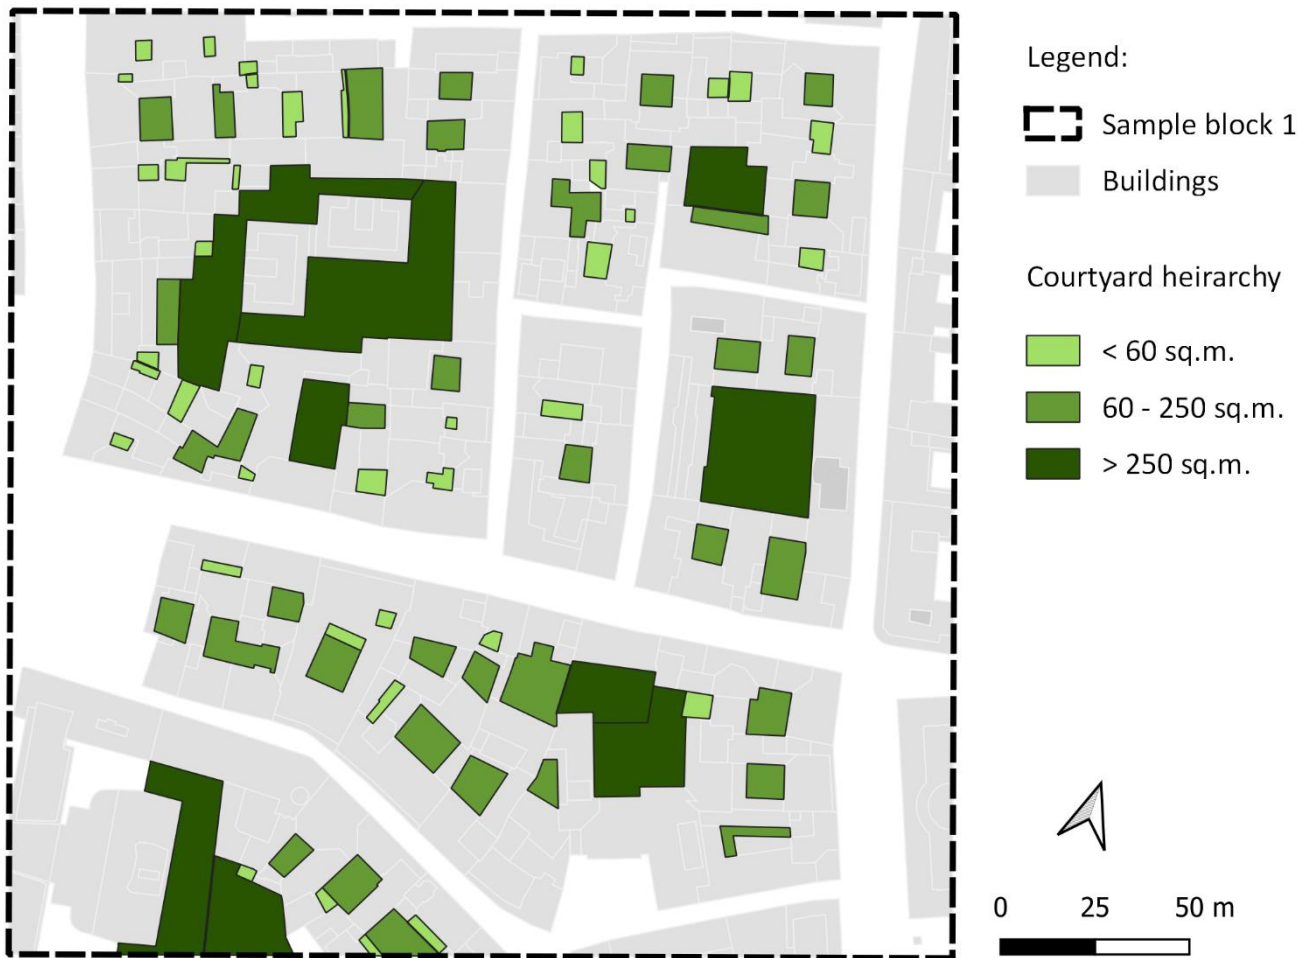 Legend:
Sample block 1
Buildings
Courtyard heirarchy
< 60 sq.m.
60 - 250 sq.m.
> 250 sq.m.
0 25 50 m